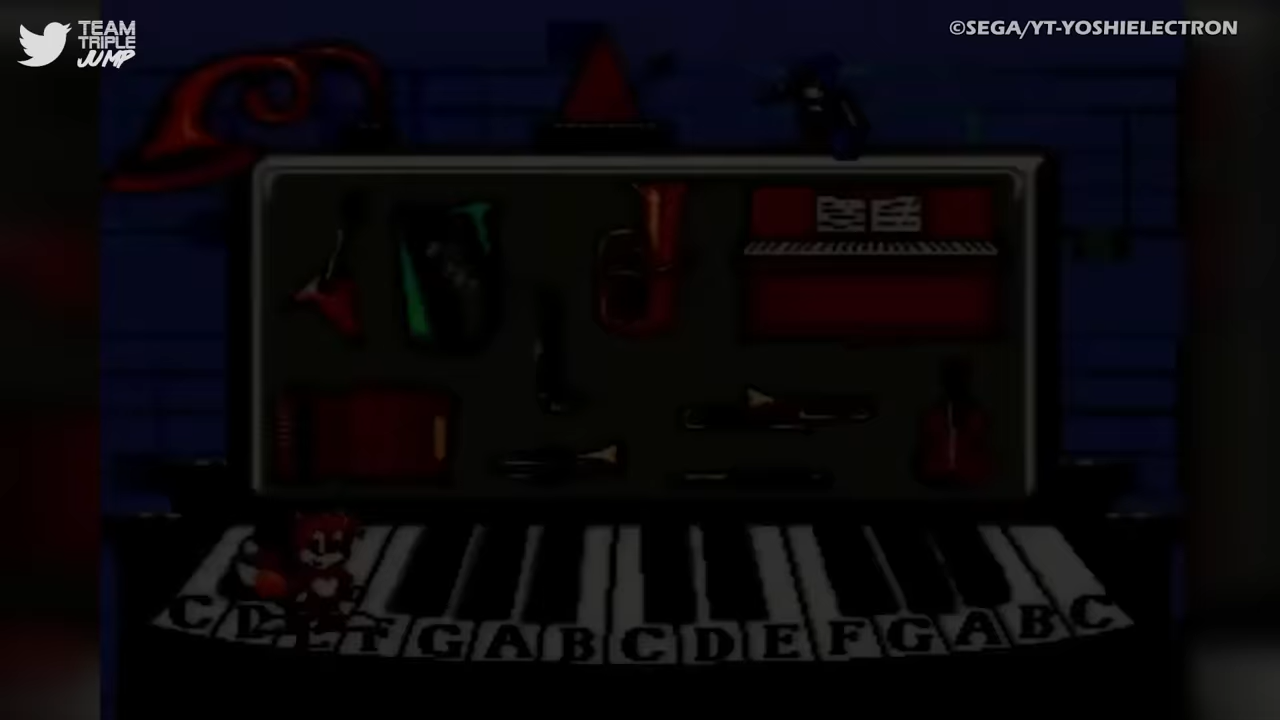 TEAM
TRIPLE
JUMP
©SEGA/YT-YOSHIELECTRON
C D E F G A B C D E F G A B C